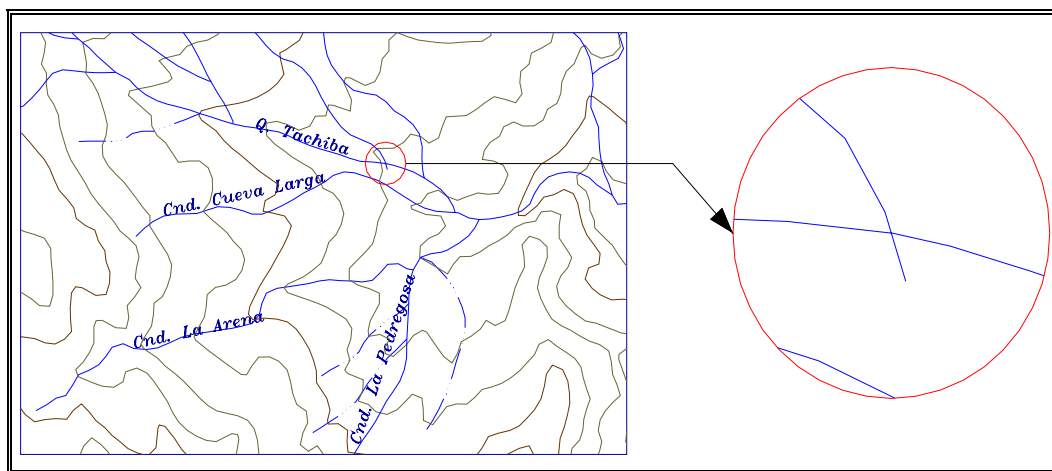 Q. Tachiba
Cnd. Cueva Larga
Cnd. La Arena
Cnd. La Pedregosa